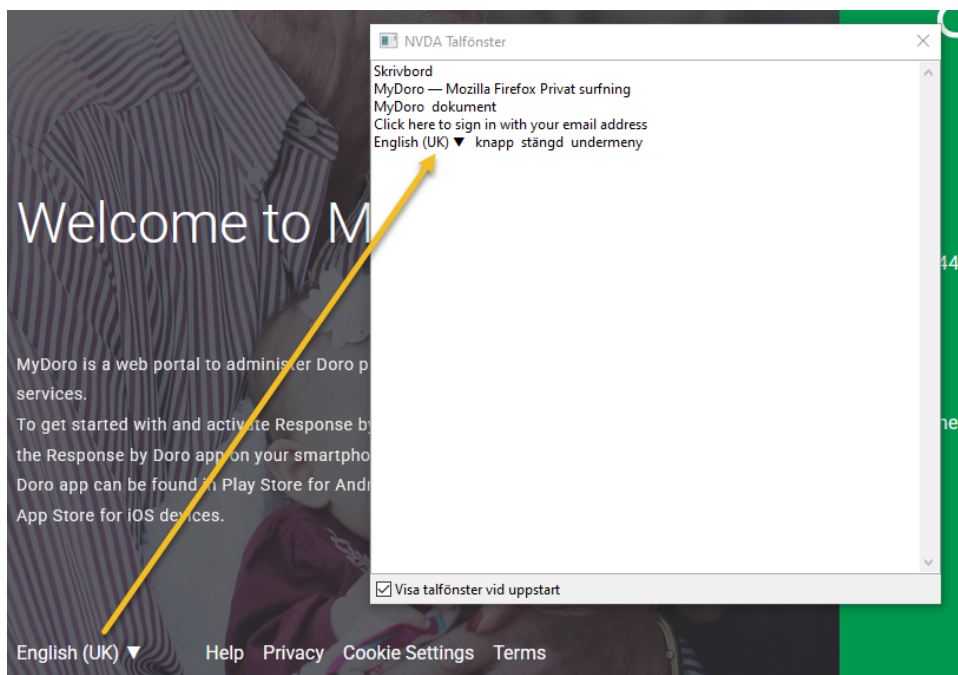 NVDA Talfönster
Skrivbord
MyDoro — Mozilla Firefox Privat surfning
MyDoro  dokument
Click here to sign in with your email address
English (UK) ▼  knapp  stängd  undermeny
Visa talfönster vid uppstart
Welcome to M
MyDoro is a web portal to administer Doro p
services.
To get started with and activate Response by
the Response by Doro app on your smartpho
Doro app can be found in Play Store for Andr
App Store for iOS devices.
English (UK) ▼
Help Privacy Cookie Settings Terms
44
ne